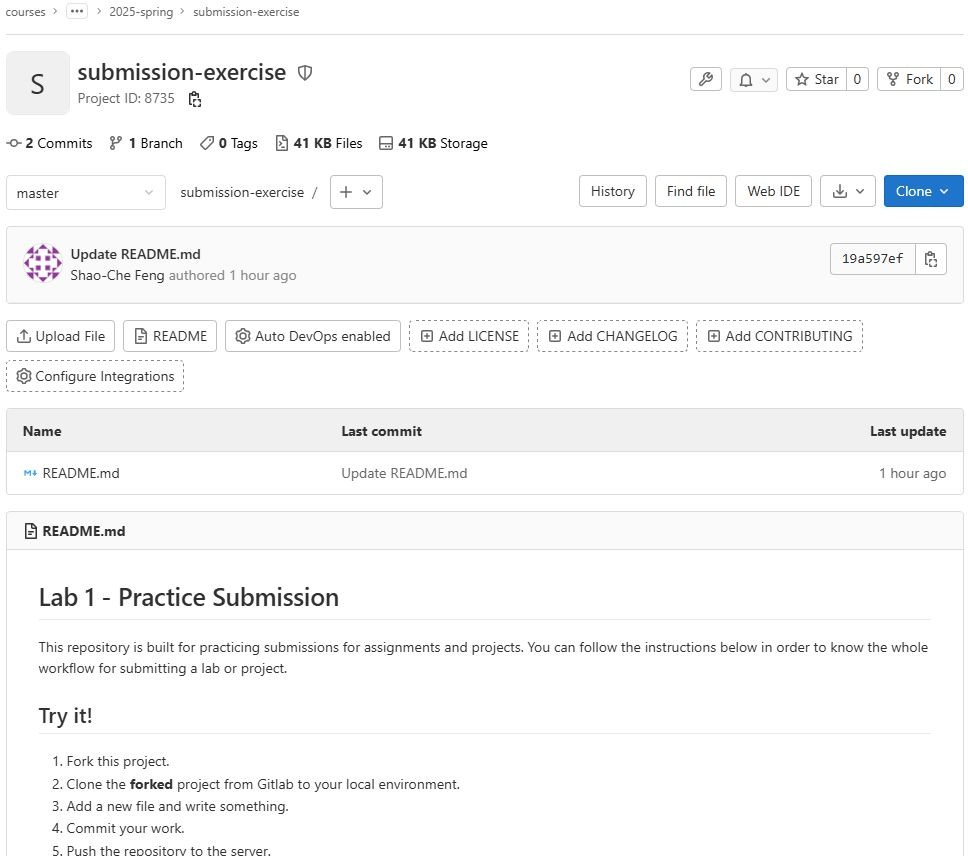 courses > ··· > 2025-spring > submission-exercise
S
submission-exercise
Project ID: 8735
Star 0 Fork 0
2 Commits 1 Branch 0 Tags 41 KB Files 41 KB Storage
master submission-exercise / + History Find file Web IDE Clone
Update README.md
Shao-Che Feng authored 1 hour ago
19a597ef
Upload File README Auto DevOps enabled Add LICENSE Add CHANGELOG Add CONTRIBUTING
Configure Integrations
Name Last commit Last update
README.md Update README.md 1 hour ago
README.md
Lab 1 - Practice Submission
This repository is built for practicing submissions for assignments and projects. You can follow the instructions below in order to know the whole
workflow for submitting a lab or project.
Try it!
1. Fork this project.
2. Clone the forked project from Gitlab to your local environment.
3. Add a new file and write something.
4. Commit your work.
5. Push the repository to the server.